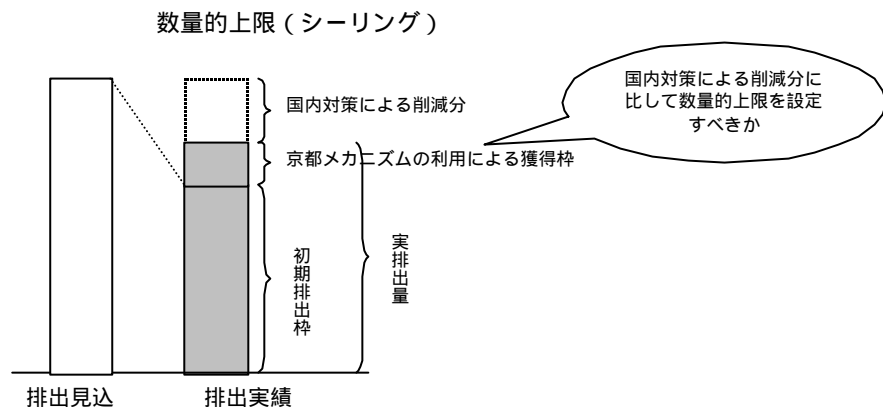 数量的上限（シーリング）
国内対策による削減分に
比して数量的上限を設定
すべきか
国内対策による削減分
京都メカニズムの利用による獲得枠
初期排出枠
実排出量
排出見込
排出実績